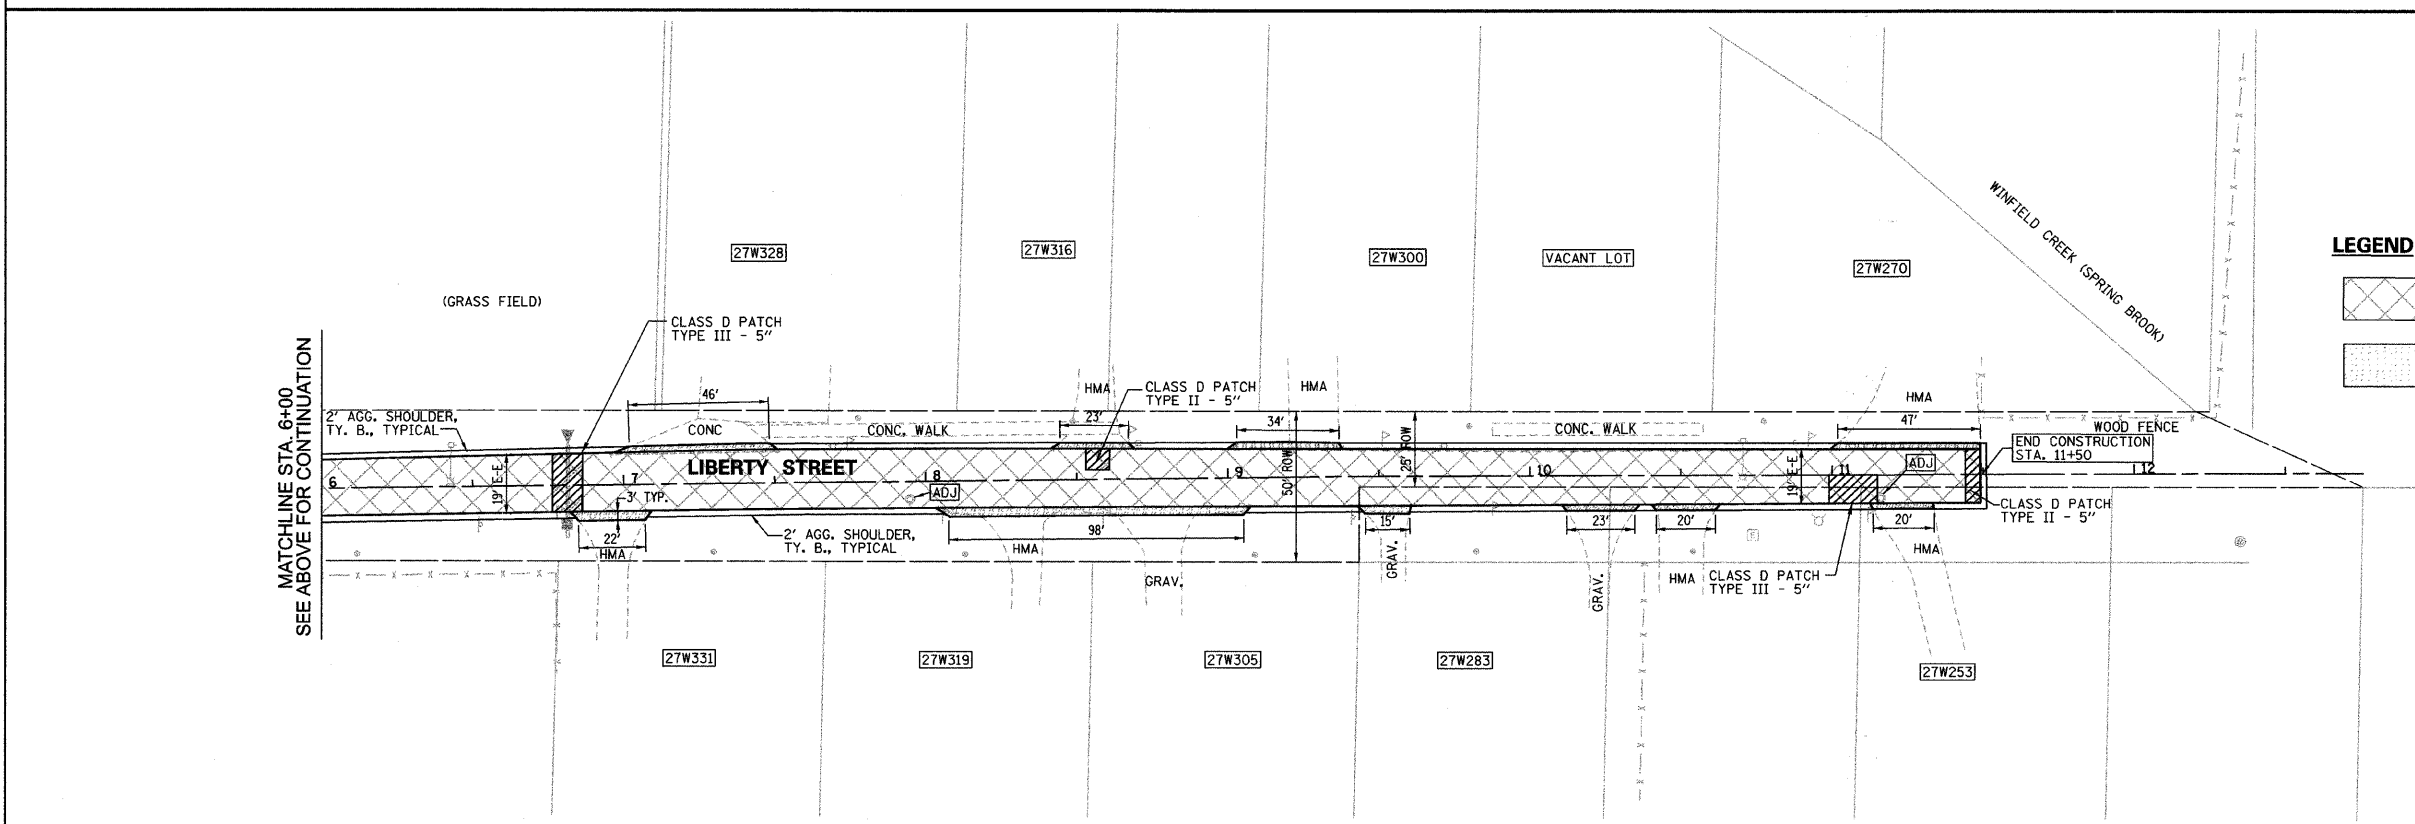 27W328
27W316
27W300
VACANT LOT
27W270
WINFIELD CREEK (SPRING BROOK)
LEGEND
(GRASS FIELD)
CLASS D PATCH
TYPE III - 5"
MATCHLINE STA. 6+00
SEE ABOVE FOR CONTINUATION
2' AGG. SHOULDER,
TY. B., TYPICAL
46'
CONC
CONC. WALK
HMA
23'
CLASS D PATCH
TYPE II - 5"
34'
HMA
50' ROW
25' ROW
CONC. WALK
HMA
47'
WOOD FENCE
END CONSTRUCTION
STA. 11+50
6
19' E-E
7
LIBERTY STREET
8
9
10
11
12
ADJ
ADJ
19' E-E
3' TYP.
22'
HMA
2' AGG. SHOULDER,
TY. B., TYPICAL
98'
HMA
GRAV.
15'
GRAV.
23'
GRAV.
20'
HMA
CLASS D PATCH
TYPE III - 5"
20'
HMA
CLASS D PATCH
TYPE II - 5"
27W331
27W319
27W305
27W283
27W253